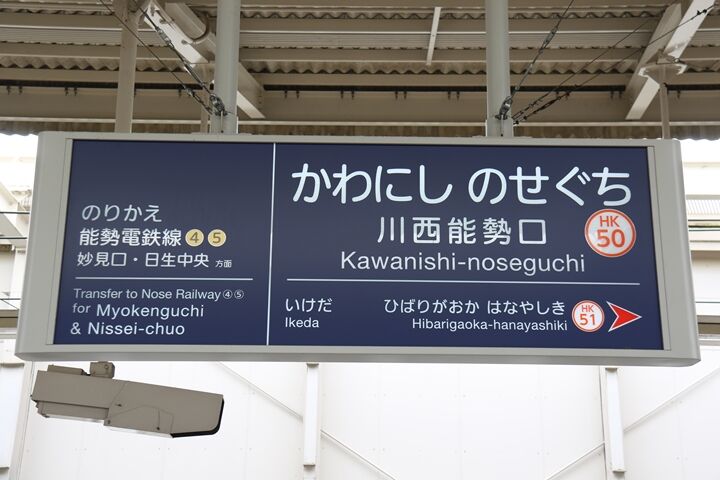 のりかえ
能勢電鉄線④⑤
妙見口・日生中央 方面
Transfer to Nose Railway④⑤
for Myokenguchi
& Nissei-chuo
かわにし のせぐち
川西能勢口
Kawanishi-noseguchi
HK
50
いけだ
Ikeda
ひばりがおか はなやしき
Hibarigaoka-hanayashiki
HK
51